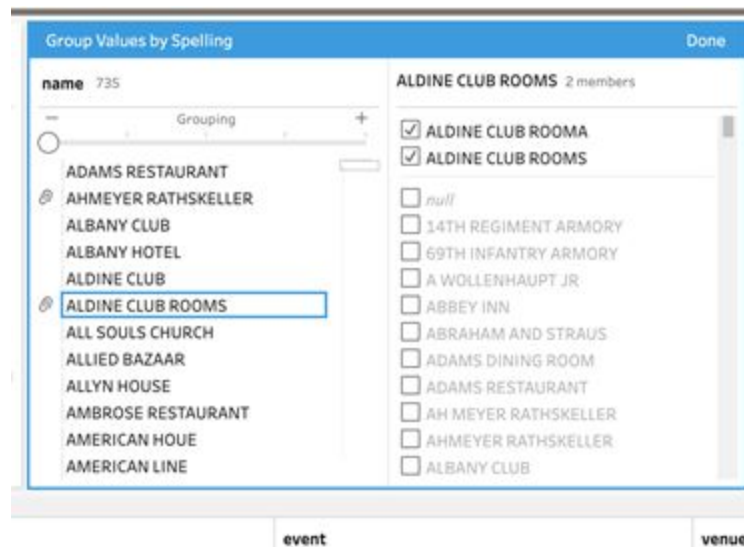 Group Values by Spelling Done
name 735
− Grouping +
ADAMS RESTAURANT
AHMEYER RATHSKELLER
ALBANY CLUB
ALBANY HOTEL
ALDINE CLUB
ALDINE CLUB ROOMS
ALL SOULS CHURCH
ALLIED BAZAAR
ALLYN HOUSE
AMBROSE RESTAURANT
AMERICAN HOUE
AMERICAN LINE
ALDINE CLUB ROOMS 2 members
ALDINE CLUB ROOMA
ALDINE CLUB ROOMS
null
14TH REGIMENT ARMORY
69TH INFANTRY ARMORY
A WOLLENHAUPT JR
ABBEY INN
ABRAHAM AND STRAUS
ADAMS DINING ROOM
ADAMS RESTAURANT
AH MEYER RATHSKELLER
AHMEYER RATHSKELLER
ALBANY CLUB
event venue